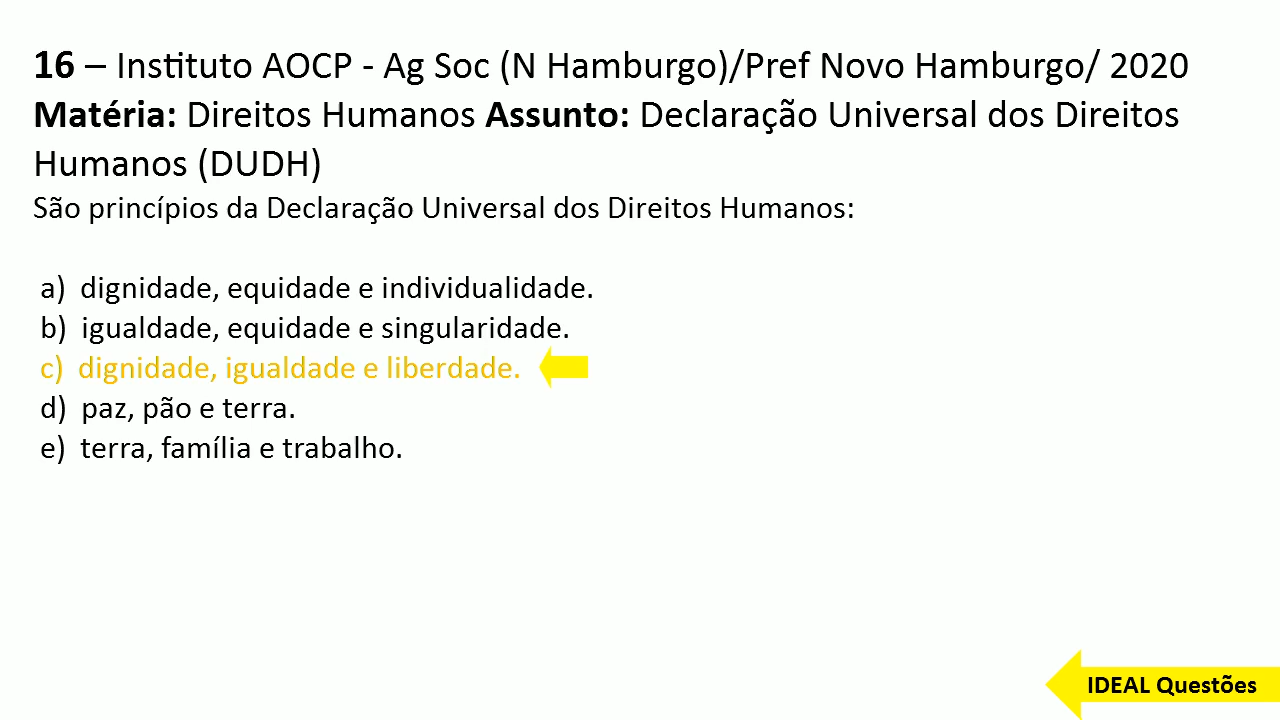 16 – Instituto AOCP - Ag Soc (N Hamburgo)/Pref Novo Hamburgo/ 2020
Matéria: Direitos Humanos Assunto: Declaração Universal dos Direitos
Humanos (DUDH)
São princípios da Declaração Universal dos Direitos Humanos:
a) dignidade, equidade e individualidade.
b) igualdade, equidade e singularidade.
c) dignidade, igualdade e liberdade.
d) paz, pão e terra.
e) terra, família e trabalho.
IDEAL Questões